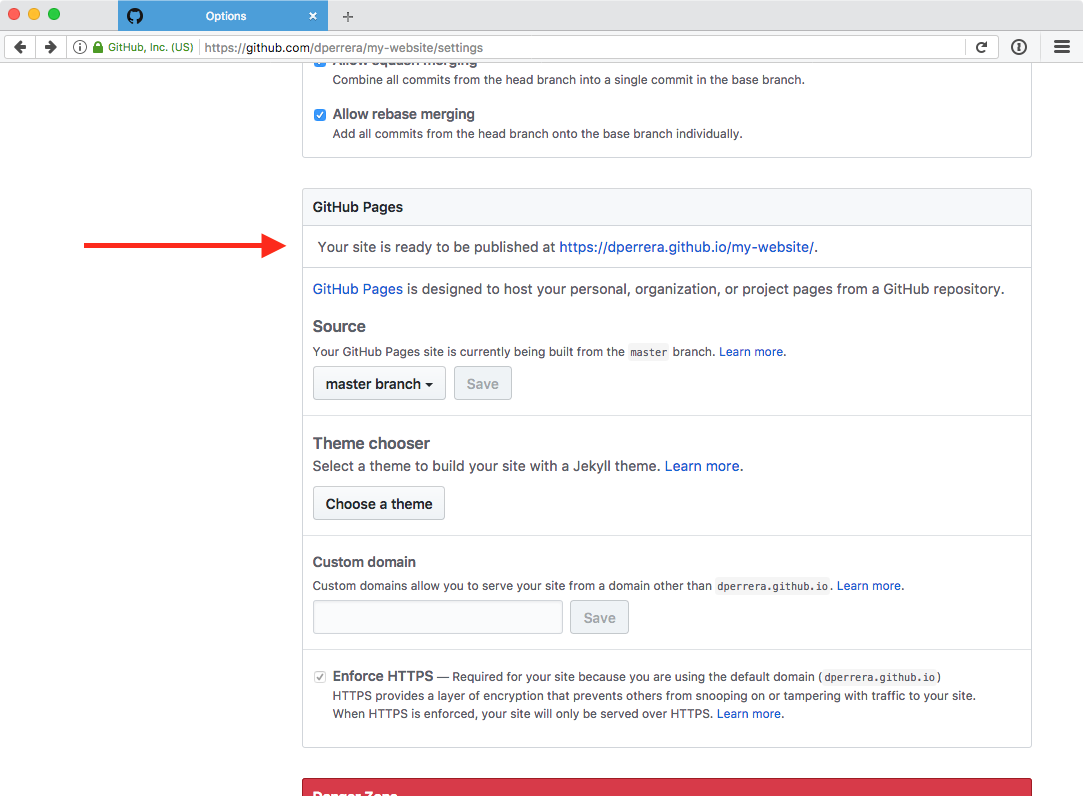 Options
GitHub, Inc. (US) https://github.com/dperrera/my-website/settings
Allow squash merging
Combine all commits from the head branch into a single commit in the base branch.
Allow rebase merging
Add all commits from the head branch onto the base branch individually.
GitHub Pages
Your site is ready to be published at https://dperrera.github.io/my-website/.
GitHub Pages is designed to host your personal, organization, or project pages from a GitHub repository.
Source
Your GitHub Pages site is currently being built from the master branch. Learn more.
master branch Save
Theme chooser
Select a theme to build your site with a Jekyll theme. Learn more.
Choose a theme
Custom domain
Custom domains allow you to serve your site from a domain other than dperrera.github.io. Learn more.
Save
Enforce HTTPS — Required for your site because you are using the default domain (dperrera.github.io)
HTTPS provides a layer of encryption that prevents others from snooping on or tampering with traffic to your site.
When HTTPS is enforced, your site will only be served over HTTPS. Learn more.
Danger Zone